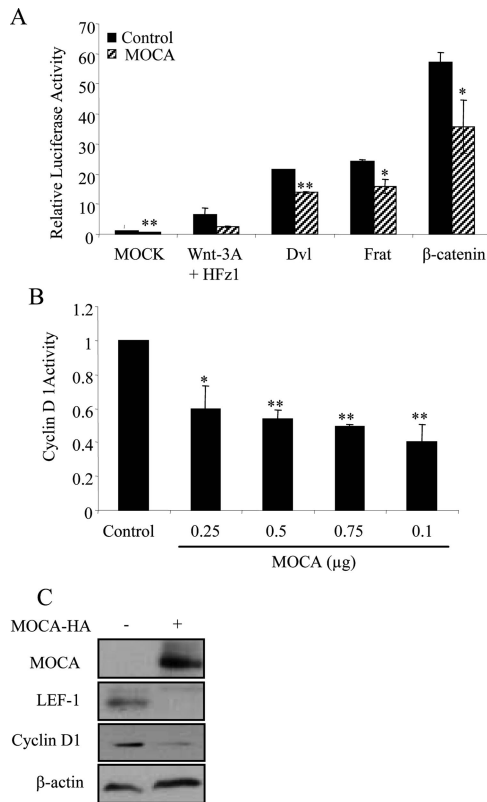 A
Control
MOCA
Relative Luciferase Activity
70
60
50
40
30
20
10
0
**
**
*
*
MOCK
Wnt-3A
+ HFz1
Dvl
Frat
β-catenin
B
Cyclin D 1Activity
1.2
1
0.8
0.6
0.4
0.2
0
*
**
**
**
Control
0.25
0.5
0.75
0.1
MOCA (µg)
C
MOCA-HA - +
MOCA
LEF-1
Cyclin D1
β-actin